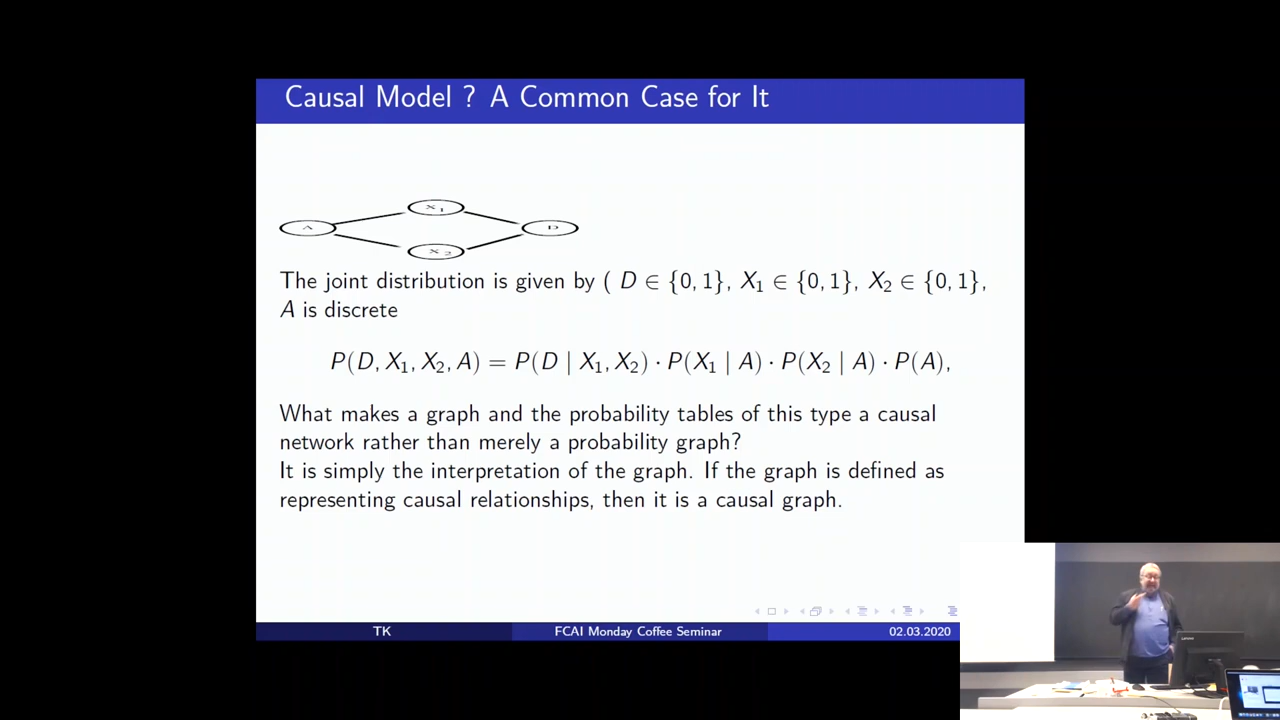 Causal Model ? A Common Case for It
X₁
A
D
X₂
The joint distribution is given by ( D ∈ {0, 1}, X₁ ∈ {0, 1}, X₂ ∈ {0, 1},
A is discrete
P(D, X₁, X₂, A) = P(D | X₁, X₂) · P(X₁ | A) · P(X₂ | A) · P(A),
What makes a graph and the probability tables of this type a causal
network rather than merely a probability graph?
It is simply the interpretation of the graph. If the graph is defined as
representing causal relationships, then it is a causal graph.
TK FCAI Monday Coffee Seminar 02.03.2020
Lenovo